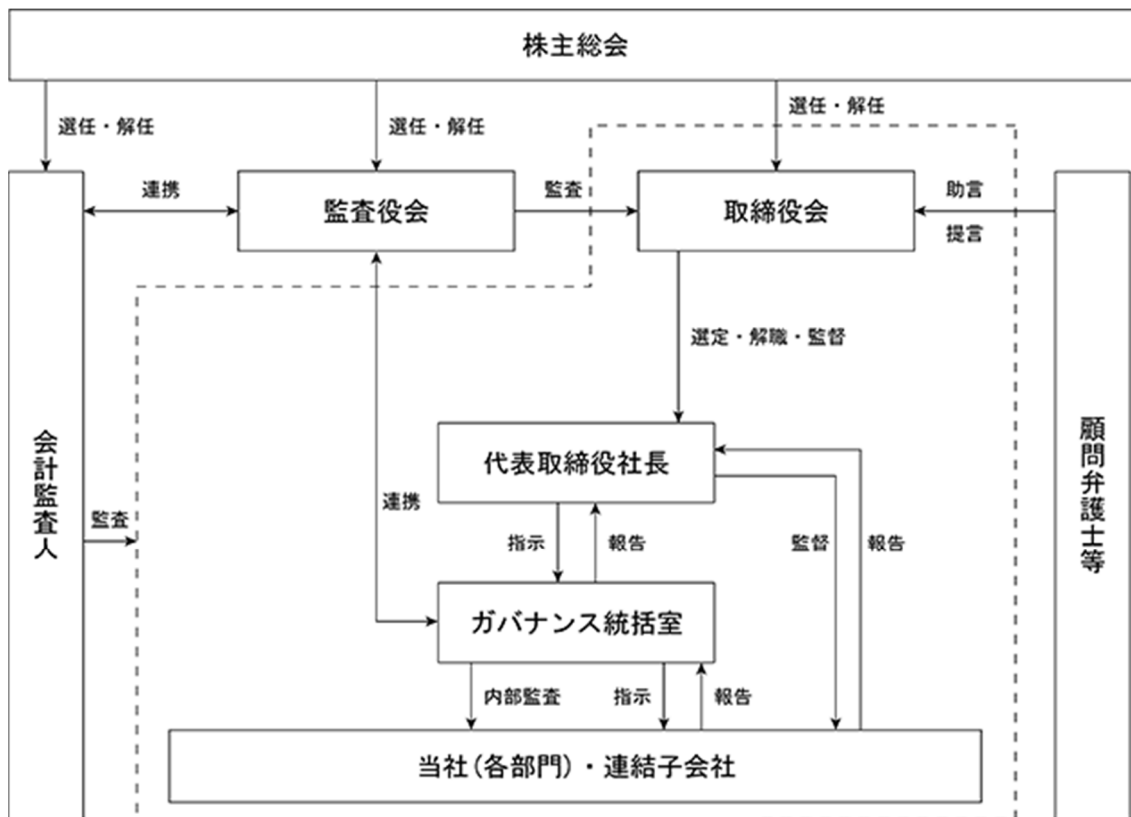 株主総会
選任・解任
選任・解任
選任・解任
連携
監査役会
監査
取締役会
助言
提言
選定・解職・監督
会計監査人
顧問弁護士等
代表取締役社長
監査
連携
指示
報告
監督
報告
ガバナンス統括室
内部監査
指示
報告
当社(各部門)・連結子会社